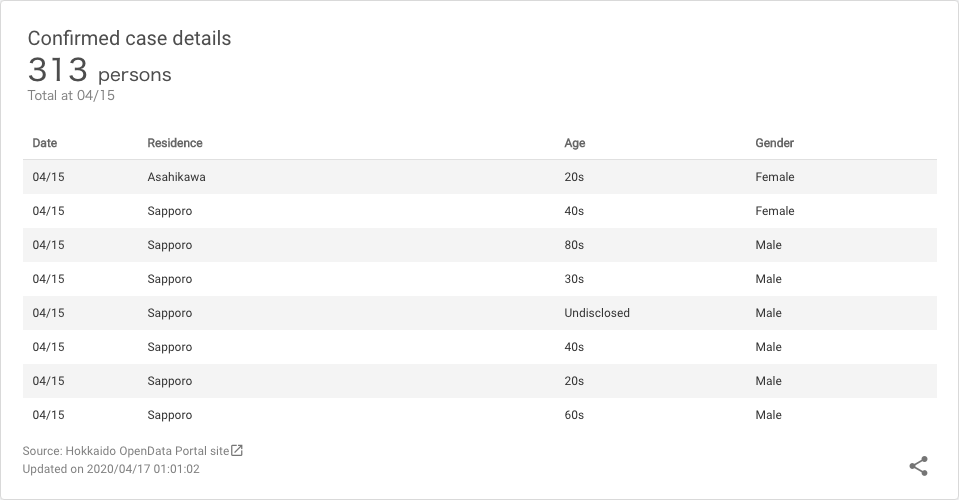 Confirmed case details
313 persons
Total at 04/15
Date Residence Age Gender
04/15 Asahikawa 20s Female
04/15 Sapporo 40s Female
04/15 Sapporo 80s Male
04/15 Sapporo 30s Male
04/15 Sapporo Undisclosed Male
04/15 Sapporo 40s Male
04/15 Sapporo 20s Male
04/15 Sapporo 60s Male
Source: Hokkaido OpenData Portal site
Updated on 2020/04/17 01:01:02